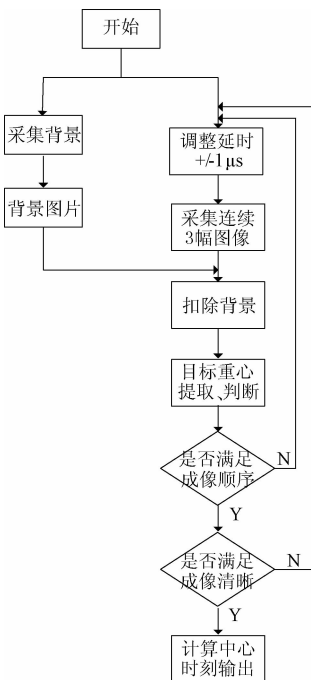 开始
采集背景
背景图片
调整延时
+/-1μs
采集连续
3幅图像
扣除背景
目标重心
提取、判断
是否满足
成像顺序
N
Y
是否满足
成像清晰
N
Y
计算中心
时刻输出